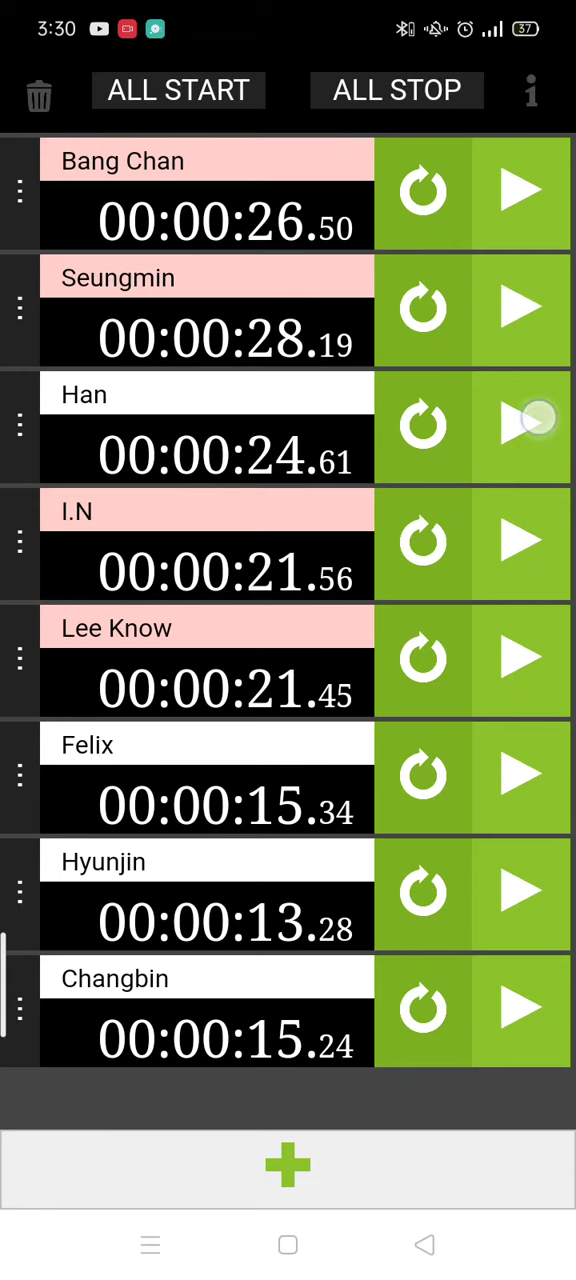 3:30
37
ALL START
ALL STOP
Bang Chan
00:00:26.50
Seungmin
00:00:28.19
Han
00:00:24.61
I.N
00:00:21.56
Lee Know
00:00:21.45
Felix
00:00:15.34
Hyunjin
00:00:13.28
Changbin
00:00:15.24